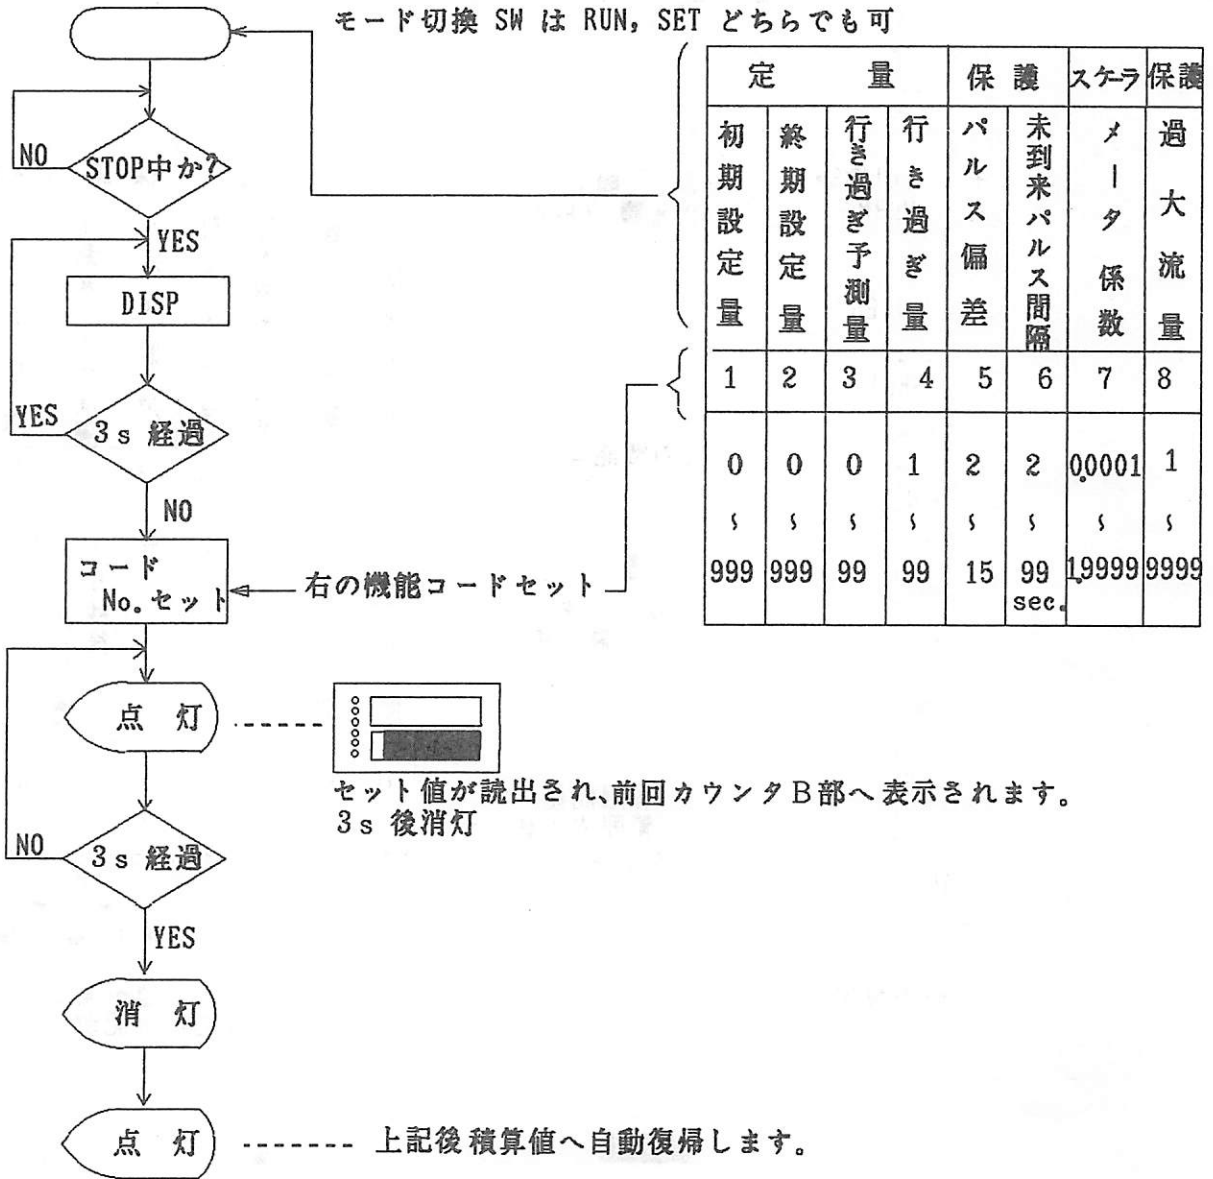 モード切換 SW は RUN, SET どちらでも可
STOP中か?
NO
YES
DISP
3s 経過
YES
NO
コード
No.セット
右の機能コードセット
点 灯
セット値が読出され、前回カウンタB部へ表示されます。
3s 後消灯
3s 経過
NO
YES
消 灯
点 灯
上記後積算値へ自動復帰します。
定 量 保 護 スケーラ 保護
初期設定量 終期設定量 行き過ぎ予測量 行き過ぎ量 パルス偏差 未到来パルス間隔 メータ係数 過大流量
1 2 3 4 5 6 7 8
0 0 0 1 2 2 0.0001 1
~ ~ ~ ~ ~ ~ ~ ~
999 999 99 99 15 99 1.9999 9999
sec.